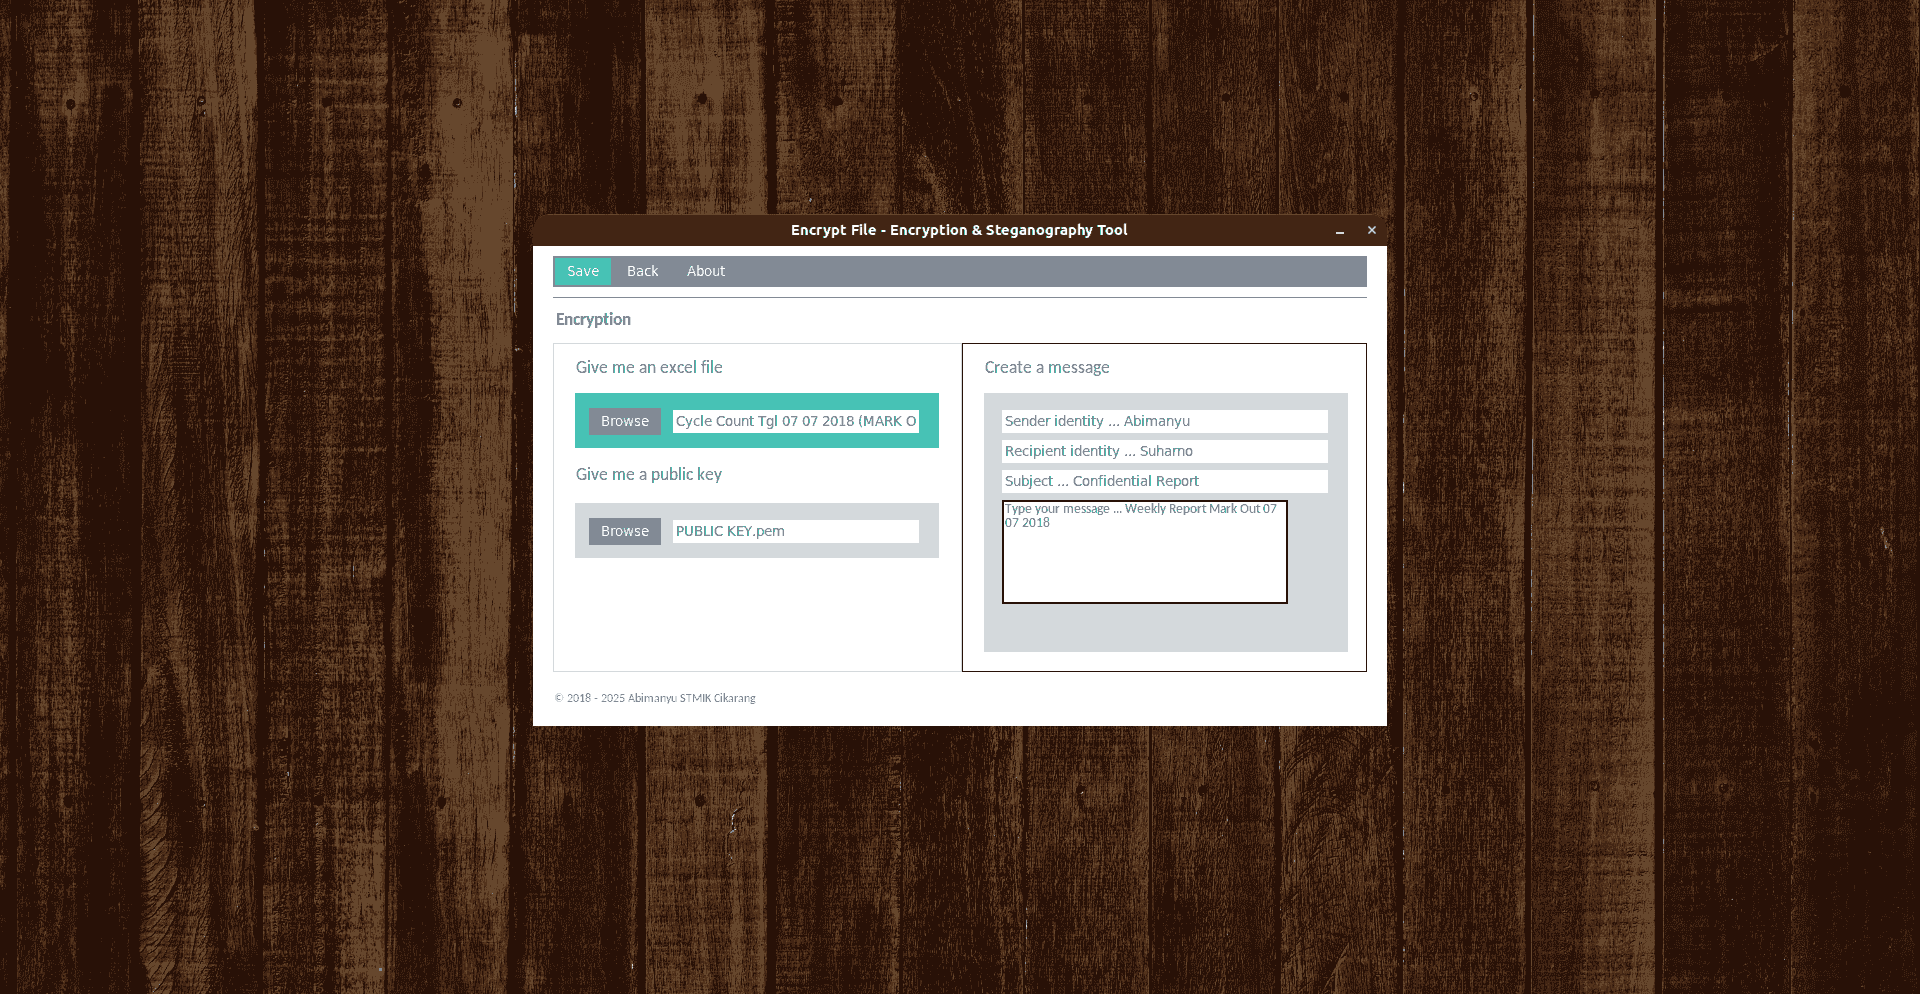 Encrypt File - Encryption & Steganography Tool
Save Back About
Encryption
Give me an excel file
Browse Cycle Count Tgl 07 07 2018 (MARK O
Give me a public key
Browse PUBLIC KEY.pem
Create a message
Sender identity ... Abimanyu
Recipient identity ... Suharno
Subject ... Confidential Report
Type your message ... Weekly Report Mark Out 07
07 2018
© 2018 - 2025 Abimanyu STMIK Cikarang